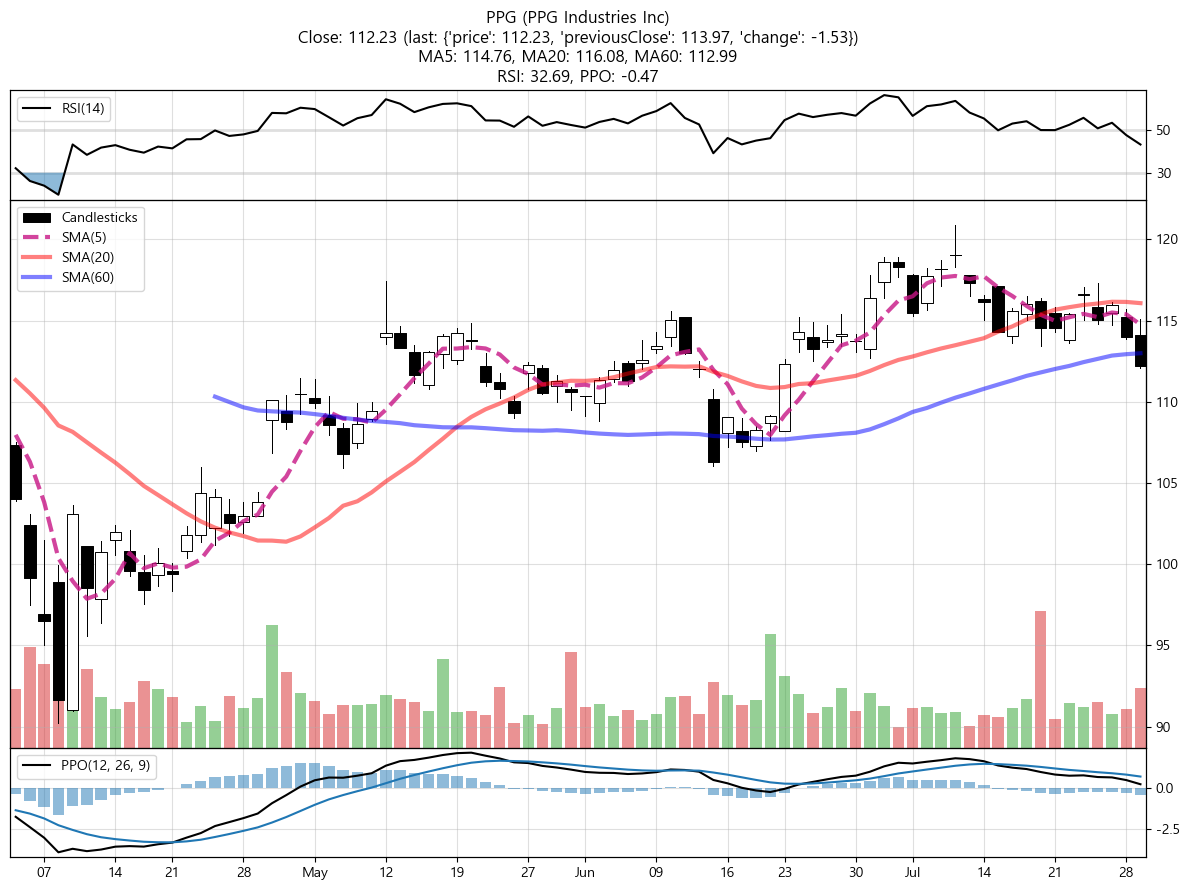 PPG (PPG Industries Inc)
Close: 112.23 (last: {'price': 112.23, 'previousClose': 113.97, 'change': -1.53})
MA5: 114.76, MA20: 116.08, MA60: 112.99
RSI: 32.69, PPO: -0.47
RSI(14)
50
30
Candlesticks
SMA(5)
SMA(20)
SMA(60)
120
115
110
105
100
95
90
PPO(12, 26, 9)
0.0
-2.5
07 14 21 28 May 12 19 27 Jun 09 16 23 30 Jul 14 21 28